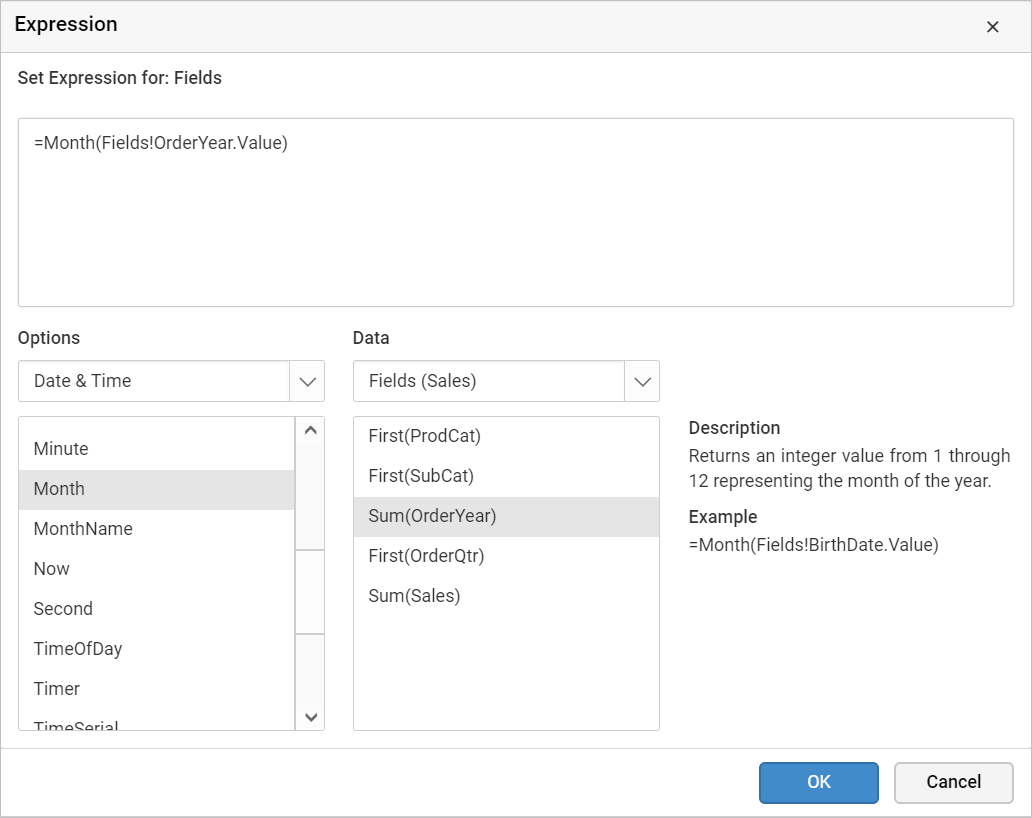 Expression
Set Expression for: Fields
=Month(Fields!OrderYear.Value)
Options
Data
Date & Time
Fields (Sales)
Minute
Month
MonthName
Now
Second
TimeOfDay
Timer
TimeSerial
First(ProdCat)
First(SubCat)
Sum(OrderYear)
First(OrderQtr)
Sum(Sales)
Description
Returns an integer value from 1 through
12 representing the month of the year.
Example
=Month(Fields!BirthDate.Value)
OK
Cancel